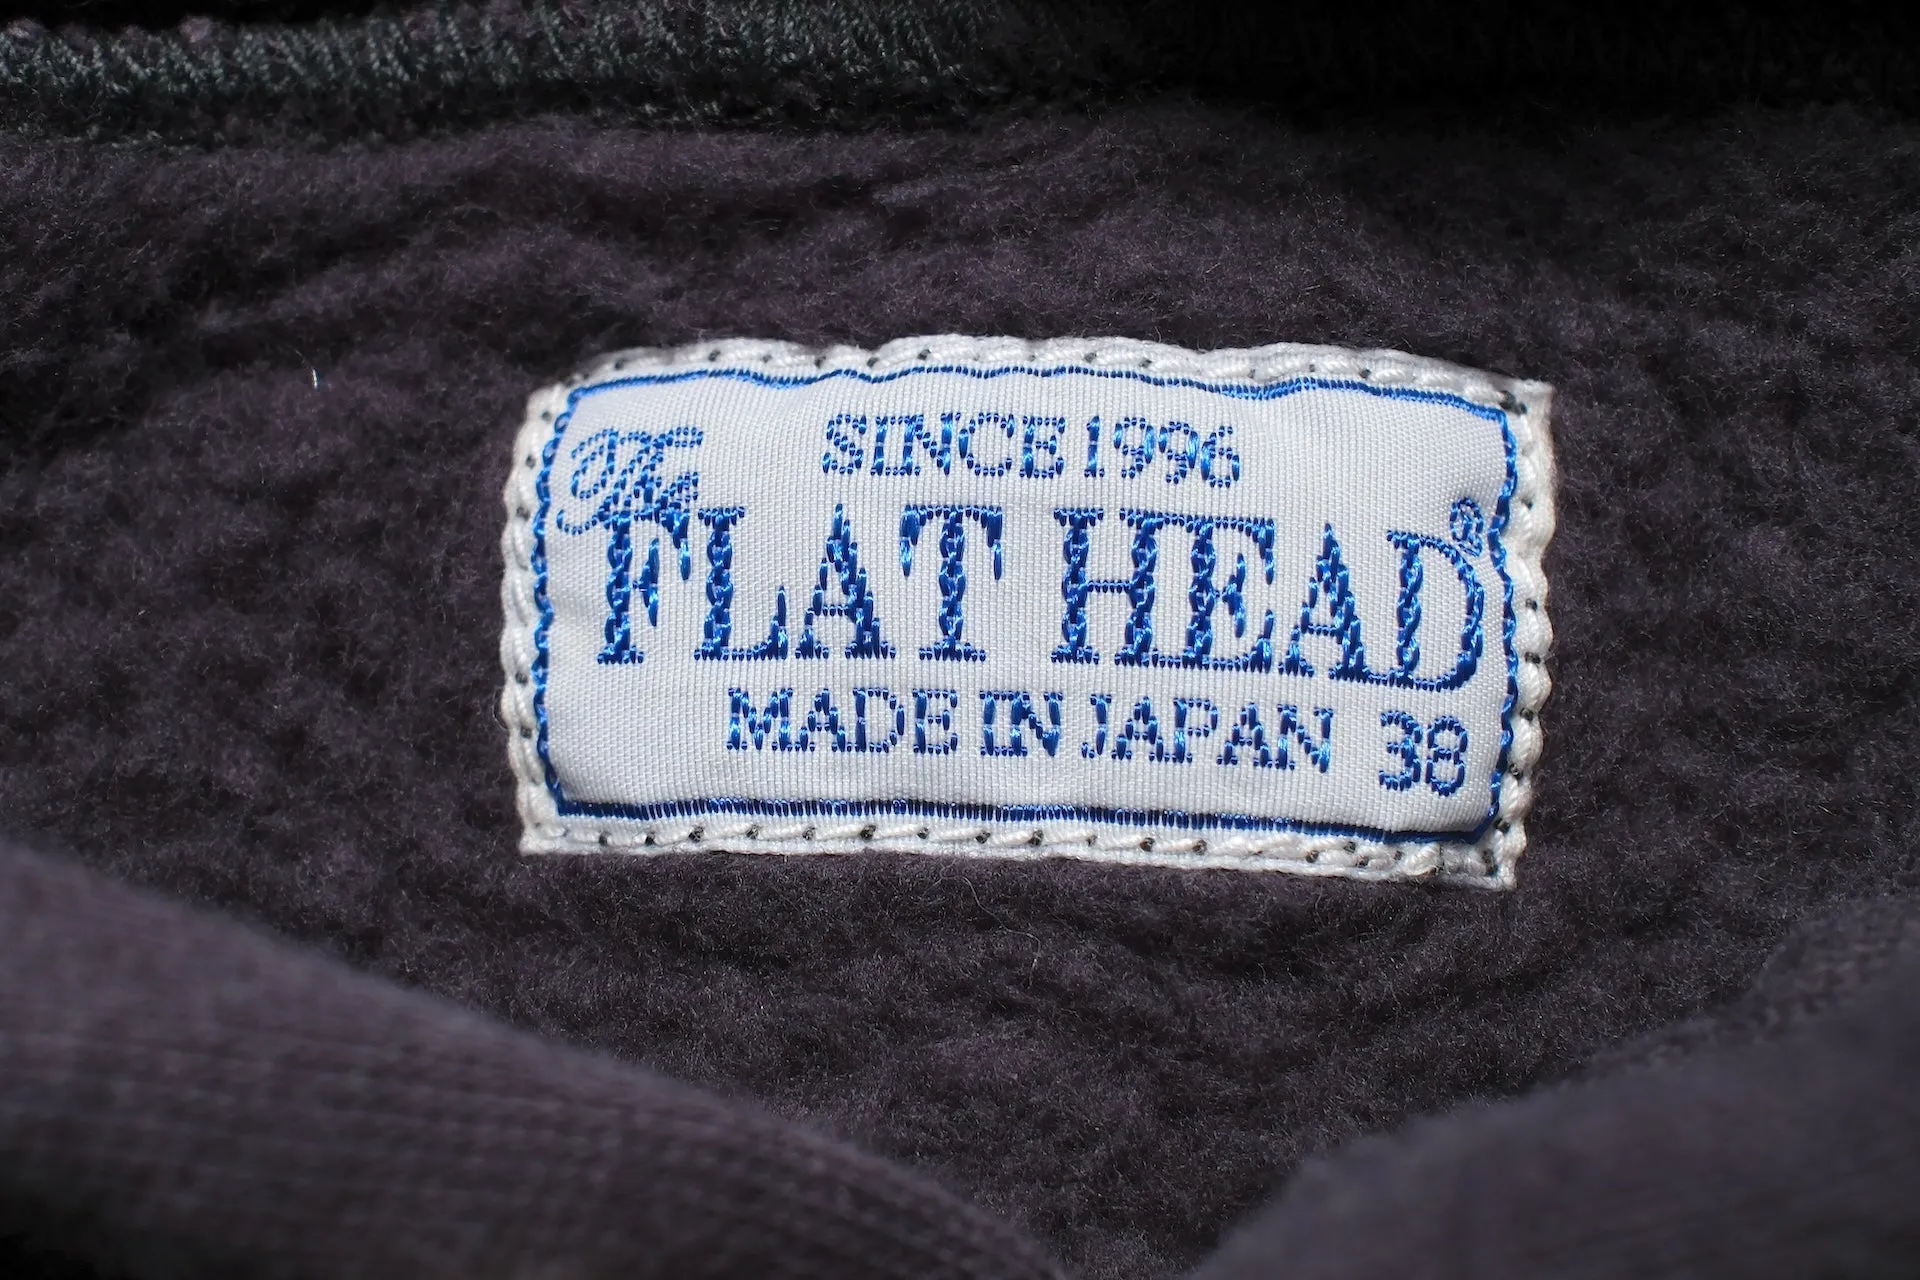 SINCE 1996
The
FLAT HEAD®
MADE IN JAPAN 38